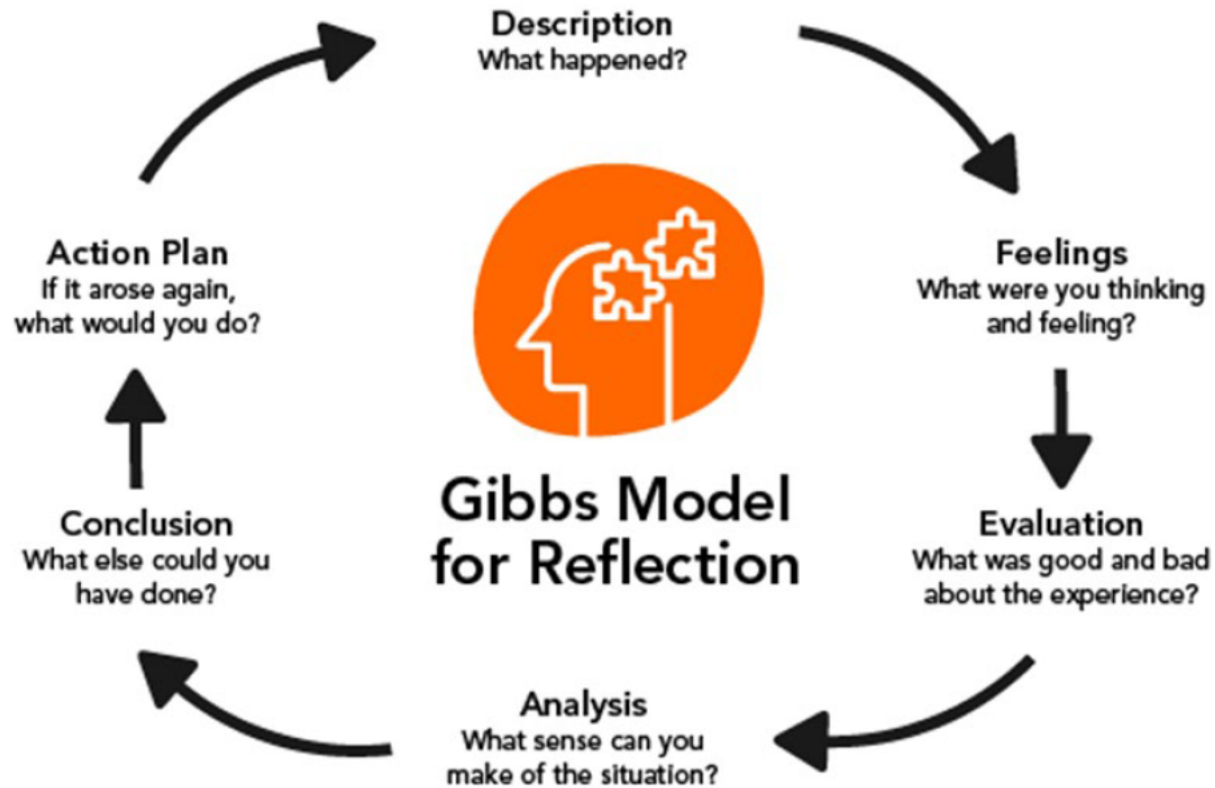 Description
What happened?
Feelings
What were you thinking
and feeling?
Evaluation
What was good and bad
about the experience?
Analysis
What sense can you
make of the situation?
Conclusion
What else could you
have done?
Action Plan
If it arose again,
what would you do?
Gibbs Model
for Reflection